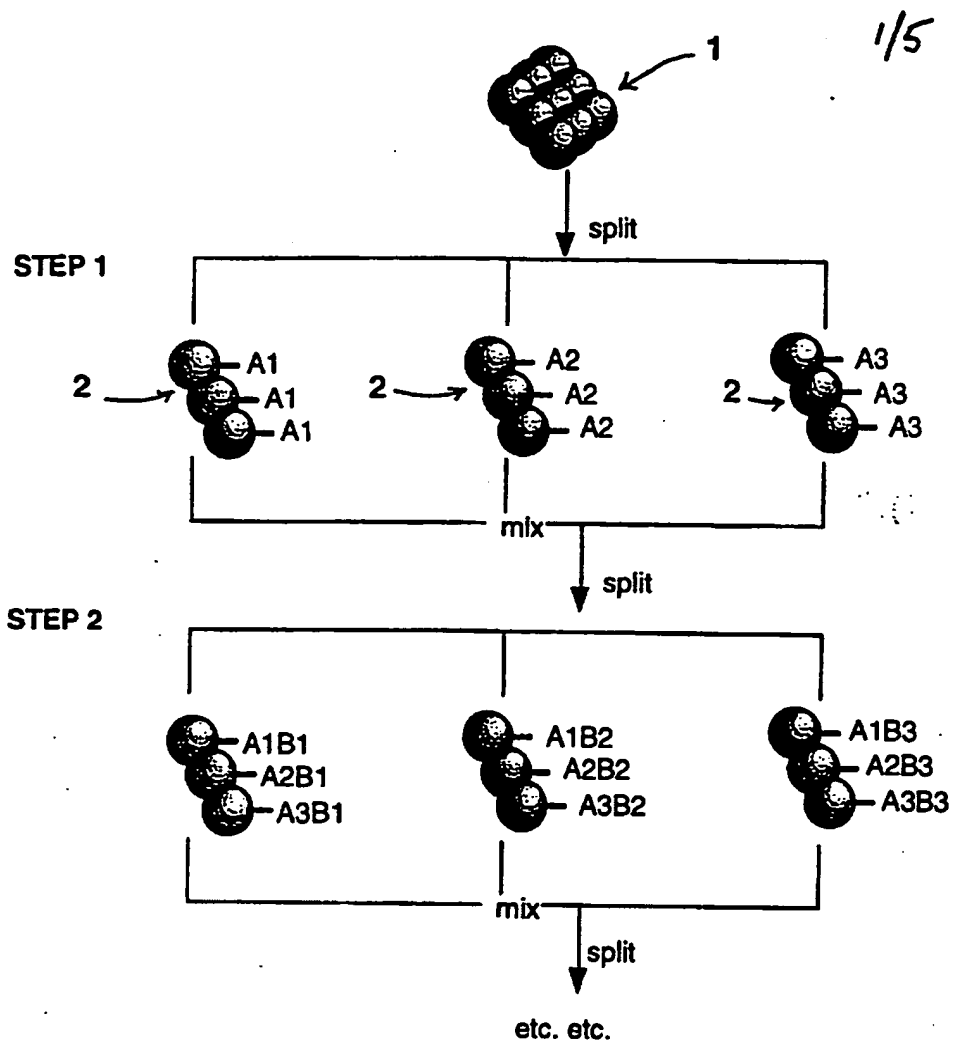 1/5
1
split
STEP 1
A1 A2 A3
2 A1 2 A2 2 A3
A1 A2 A3
mix
split
STEP 2
A1B1 A1B2 A1B3
A2B1 A2B2 A2B3
A3B1 A3B2 A3B3
mix
split
etc. etc.